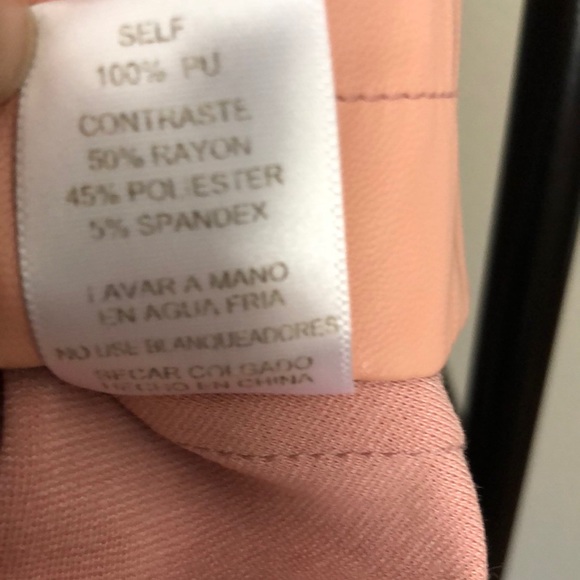 SELF
100% PU
CONTRASTE
50% RAYON
45% POLIESTER
5% SPANDEX
LAVAR A MANO
EN AGUA FRIA
NO USE BLANQUEADORES
SECAR COLGADO
HECHO EN CHINA